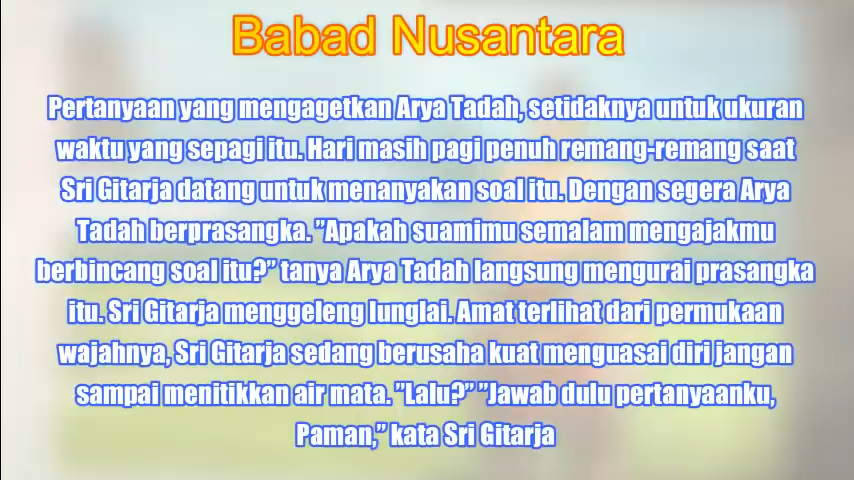 Babad Nusantara
Pertanyaan yang mengagetkan Arya Tadah, setidaknya untuk ukuran
waktu yang sepagi itu. Hari masih pagi penuh remang-remang saat
Sri Gitarja datang untuk menanyakan soal itu. Dengan segera Arya
Tadah berprasangka. ”Apakah suamimu semalam mengajakmu
berbincang soal itu?” tanya Arya Tadah langsung mengurai prasangka
itu. Sri Gitarja menggeleng lunglai. Amat terlihat dari permukaan
wajahnya, Sri Gitarja sedang berusaha kuat menguasai diri jangan
sampai menitikkan air mata. ”Lalu?” ”Jawab dulu pertanyaanku,
Paman,” kata Sri Gitarja